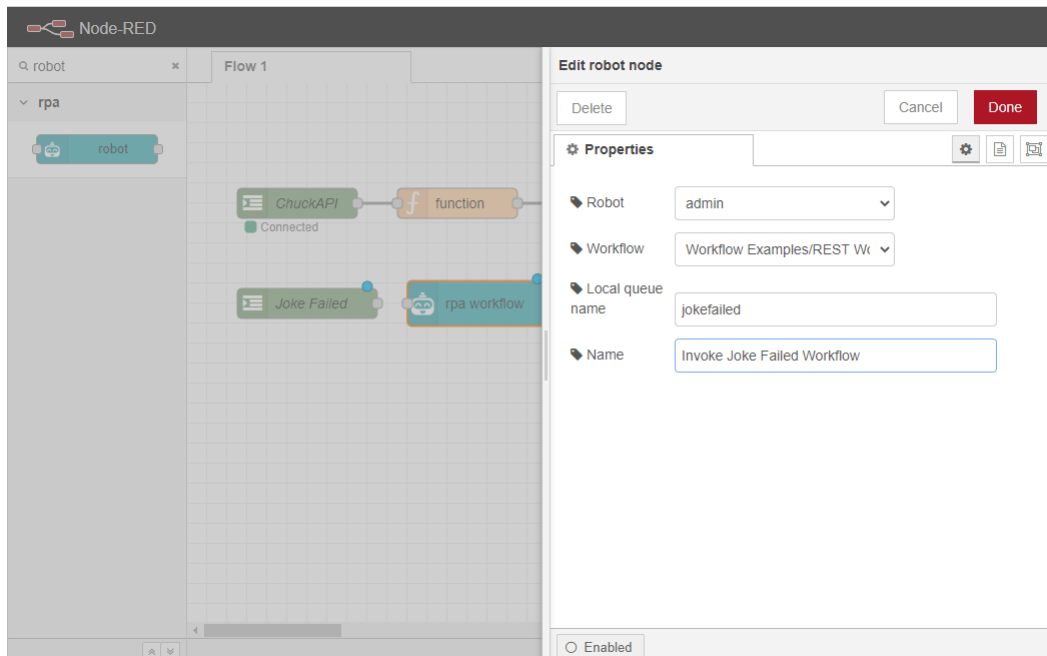 Node-RED
robot
Flow 1
Edit robot node
rpa
Delete
Cancel
Done
robot
Properties
ChuckAPI
function
Connected
Robot
admin
Workflow
Workflow Examples/REST Wo
Joke Failed
rpa workflow
Local queue
name
jokefailed
Name
Invoke Joke Failed Workflow
Enabled